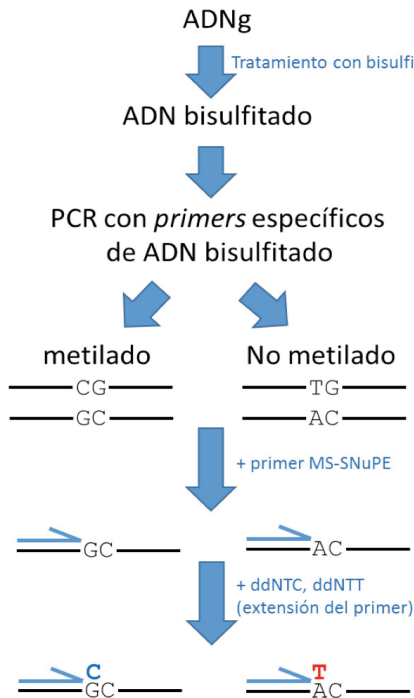 ADNg
Tratamiento con bisulfi
ADN bisulfitado
PCR con primers específicos
de ADN bisulfitado
metilado No metilado
CG TG
GC AC
+ primer MS-SNuPE
GC AC
+ ddNTC, ddNTT
(extensión del primer)
C T
GC AC